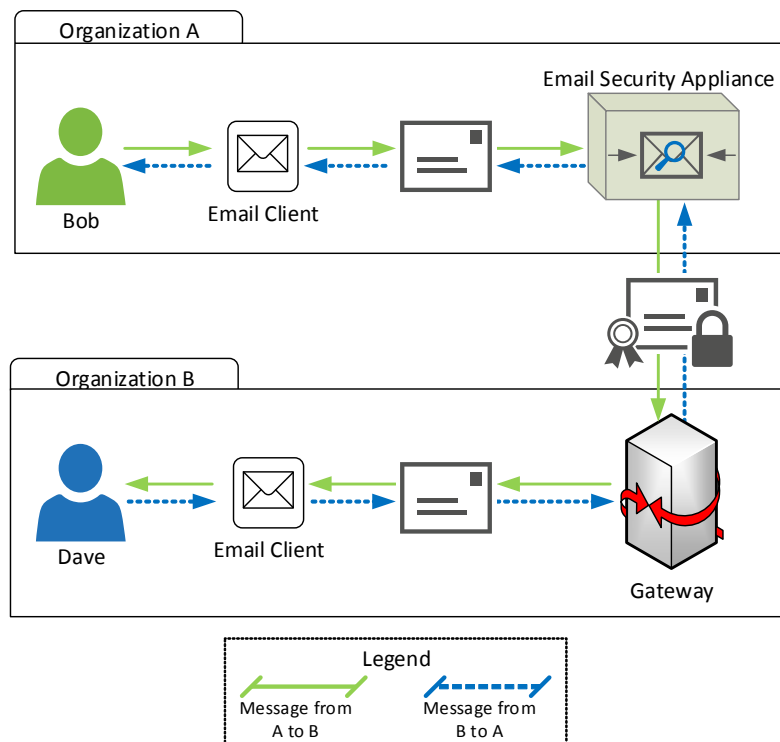 Organization A
Email Security Appliance
Bob
Email Client
Organization B
Dave
Email Client
Gateway
Legend
Message from
A to B
Message from
B to A